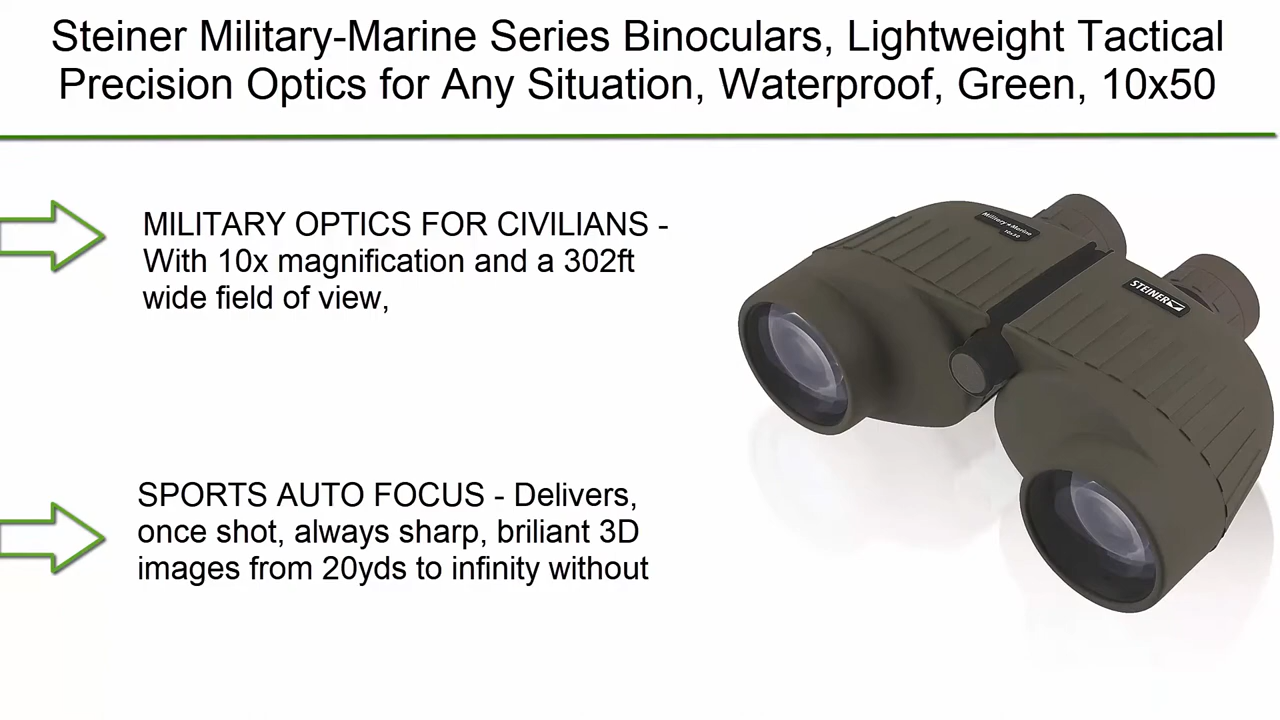 Steiner Military-Marine Series Binoculars, Lightweight Tactical
Precision Optics for Any Situation, Waterproof, Green, 10x50
MILITARY OPTICS FOR CIVILIANS -
With 10x magnification and a 302ft
wide field of view,
SPORTS AUTO FOCUS - Delivers,
once shot, always sharp, briliant 3D
images from 20yds to infinity without
Military-Marine
10x50
STEINER